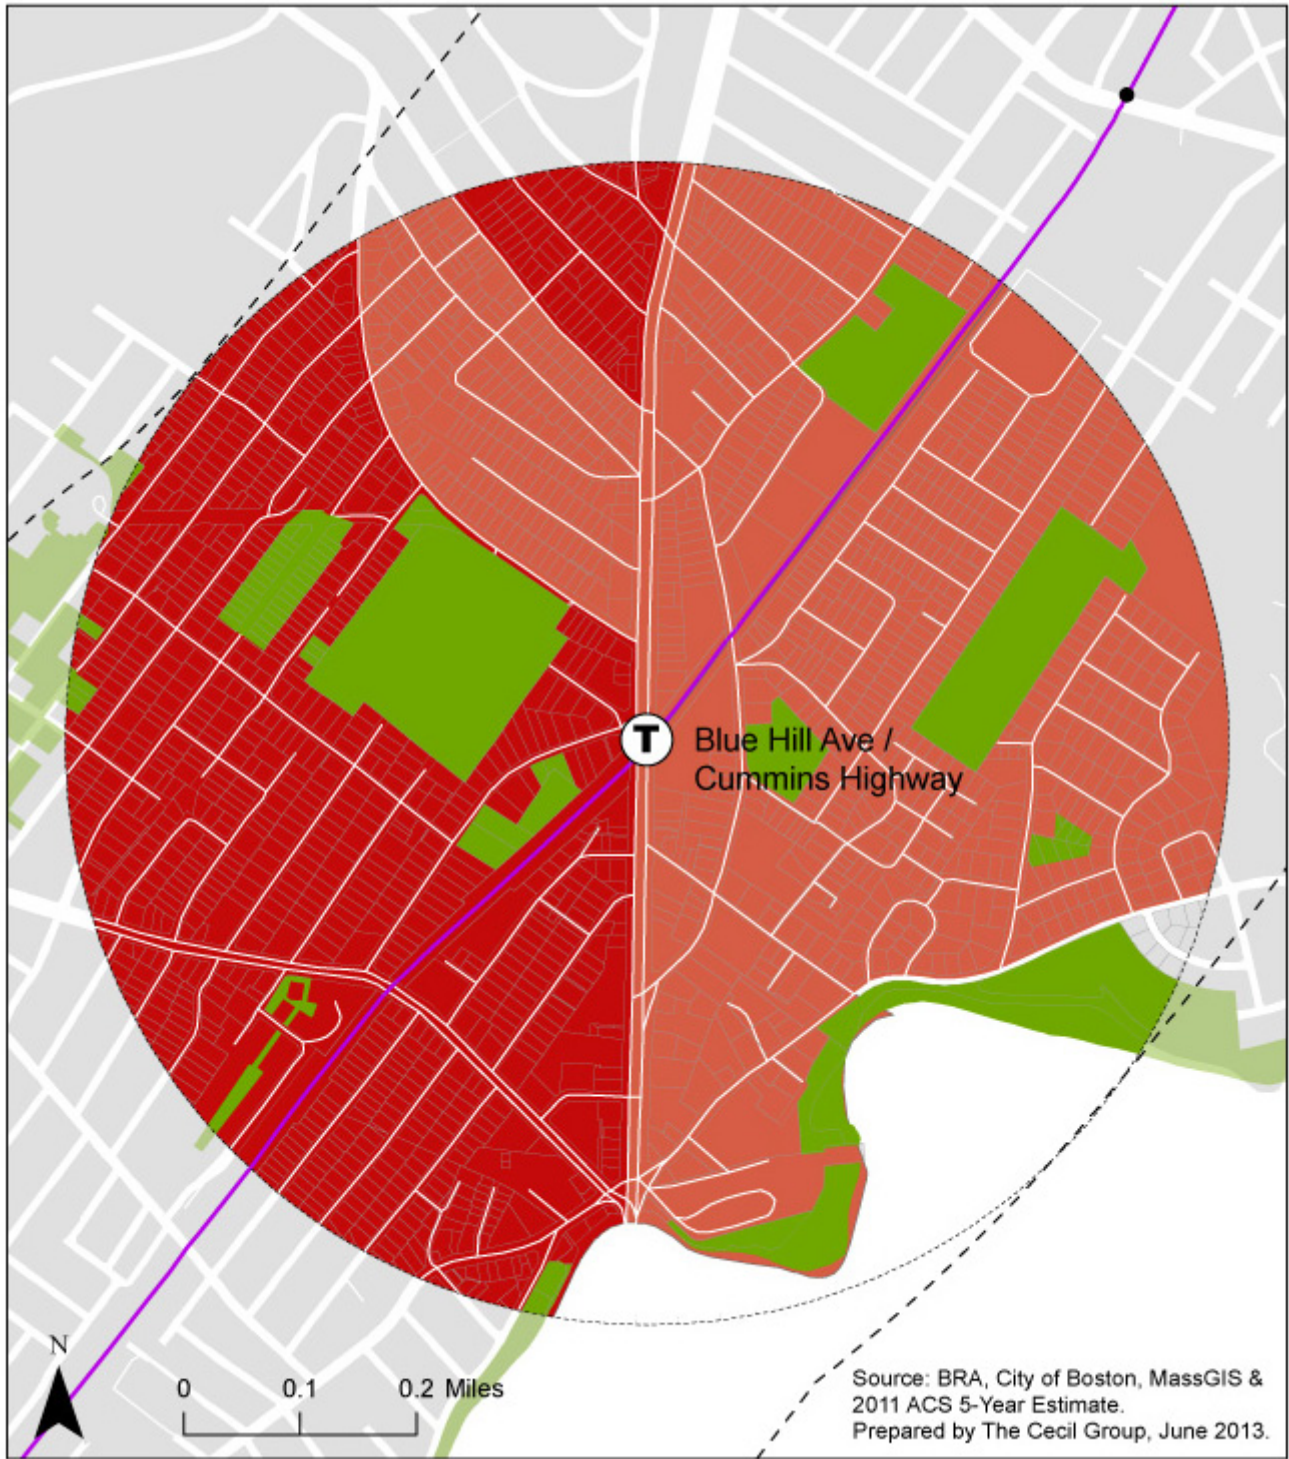 T
Blue Hill Ave /
Cummins Highway
N
0 0.1 0.2 Miles
Source: BRA, City of Boston, MassGIS &
2011 ACS 5-Year Estimate.
Prepared by The Cecil Group, June 2013.